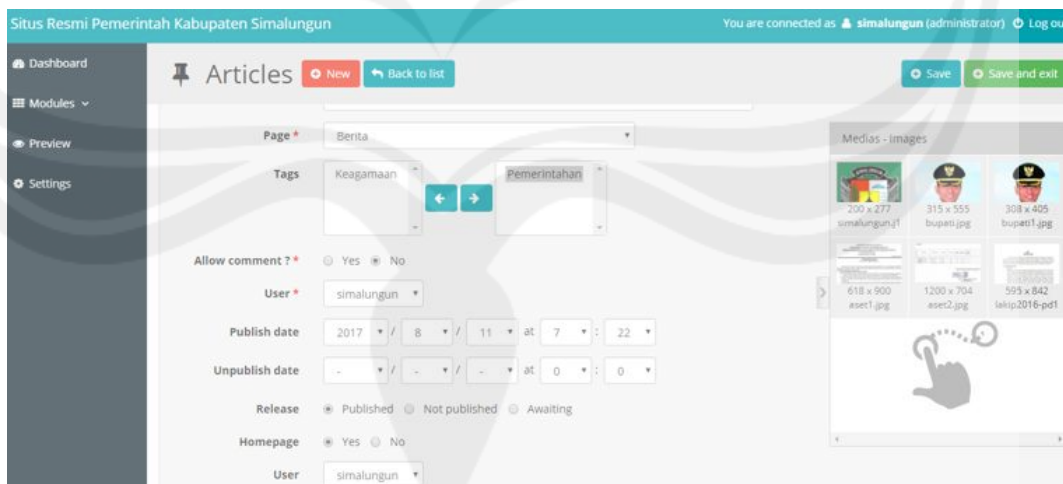 Situs Resmi Pemerintah Kabupaten Simalungun
You are connected as simalungun (administrator) Log ou
Dashboard
Modules
Preview
Settings
Articles
New
Back to list
Save
Save and exit
Page *
Berita
Tags
Keagamaan
Pemerintahan
Allow comment ? *
Yes No
User *
simalungun
Publish date
2017 / 8 / 11 at 7 : 22
Unpublish date
- / - / - at 0 : 0
Release
Published Not published Awaiting
Homepage
Yes No
User
simalungun
Medias - Images
200 x 277
simalungun.j1
315 x 555
bupati.jpg
308 x 405
bupati1.jpg
618 x 900
aset1.jpg
1200 x 704
aset2.jpg
595 x 842
lakip2016-pd1